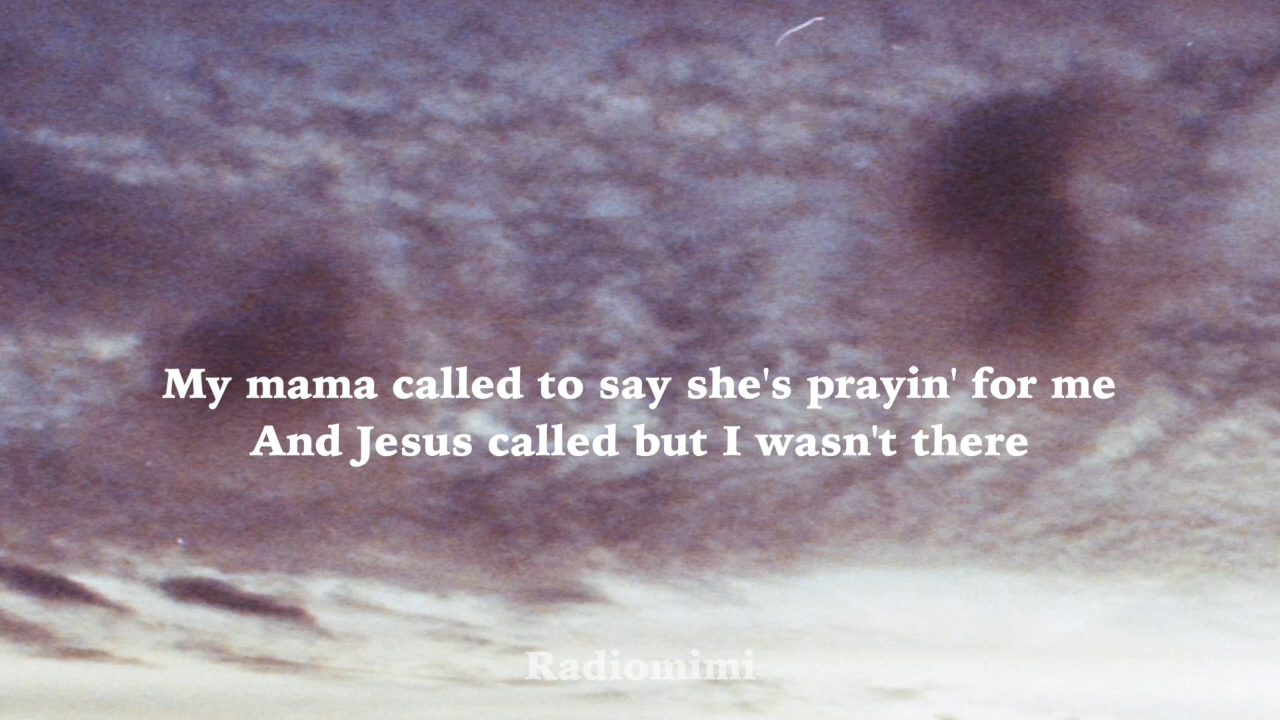 My mama called to say she's prayin' for me
And Jesus called but I wasn't there
Radiomimi